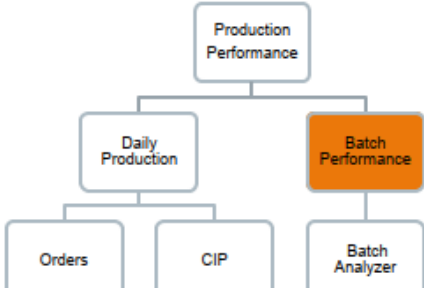 Production
Performance
Daily
Production
Batch
Performance
Orders
CIP
Batch
Analyzer